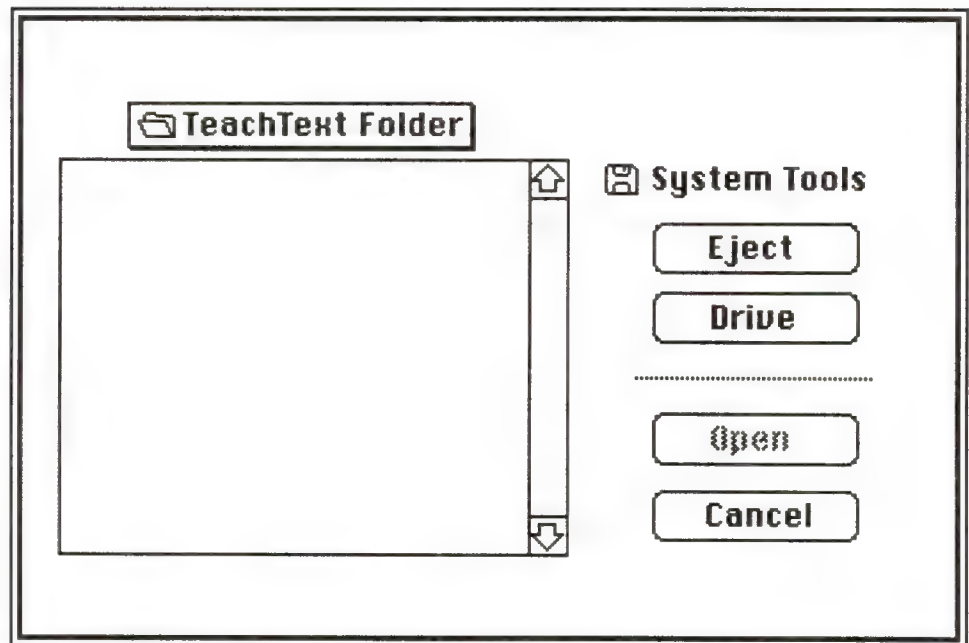 TeachText Folder
System Tools
Eject
Drive
Open
Cancel